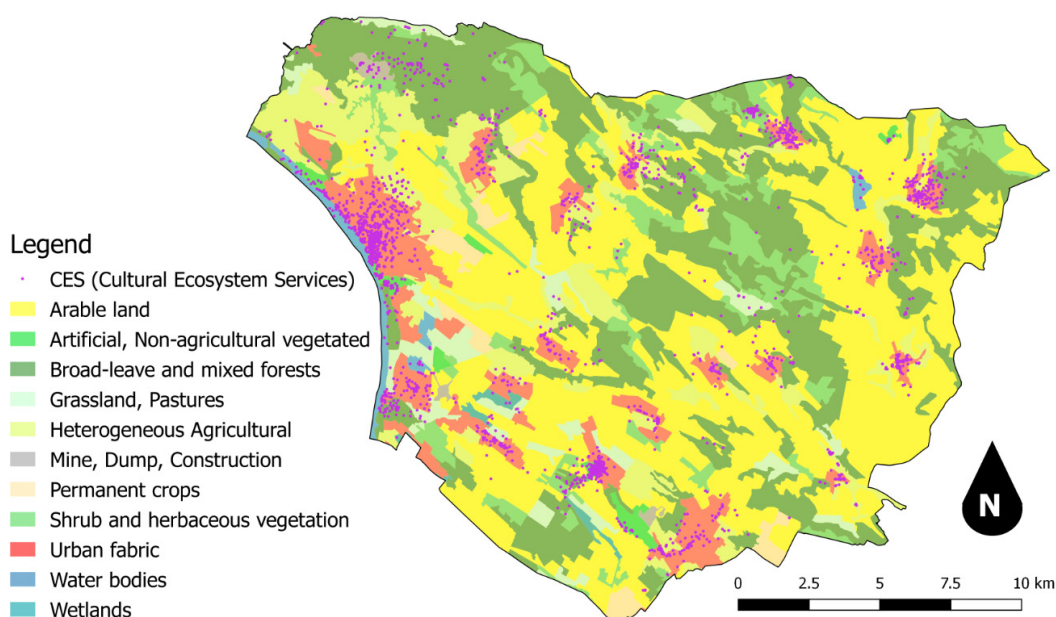 Legend
CES (Cultural Ecosystem Services)
Arable land
Artificial, Non-agricultural vegetated
Broad-leave and mixed forests
Grassland, Pastures
Heterogeneous Agricultural
Mine, Dump, Construction
Permanent crops
Shrub and herbaceous vegetation
Urban fabric
Water bodies
Wetlands
N
0 2.5 5 7.5 10 km